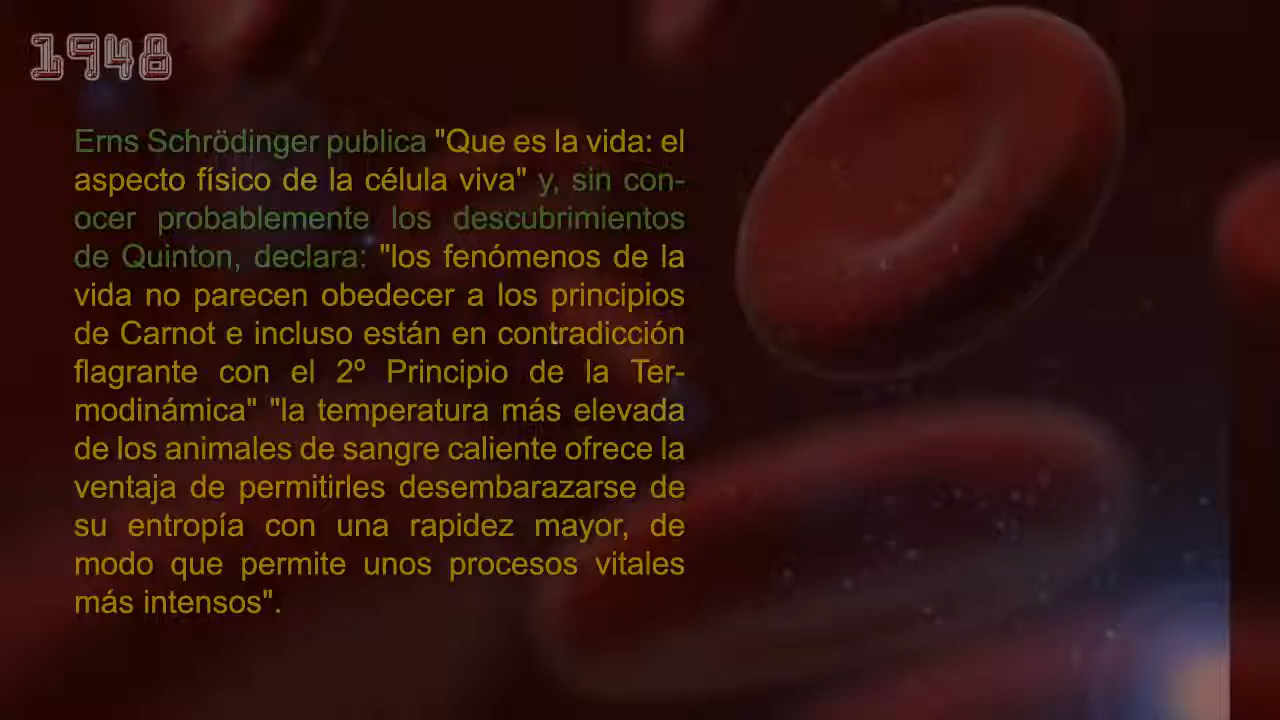 1948
Erns Schrödinger publica "Que es la vida: el
aspecto físico de la célula viva" y, sin con-
ocer probablemente los descubrimientos
de Quinton, declara: "los fenómenos de la
vida no parecen obedecer a los principios
de Carnot e incluso están en contradicción
flagrante con el 2º Principio de la Ter-
modinámica" "la temperatura más elevada
de los animales de sangre caliente ofrece la
ventaja de permitirles desembarazarse de
su entropía con una rapidez mayor, de
modo que permite unos procesos vitales
más intensos".